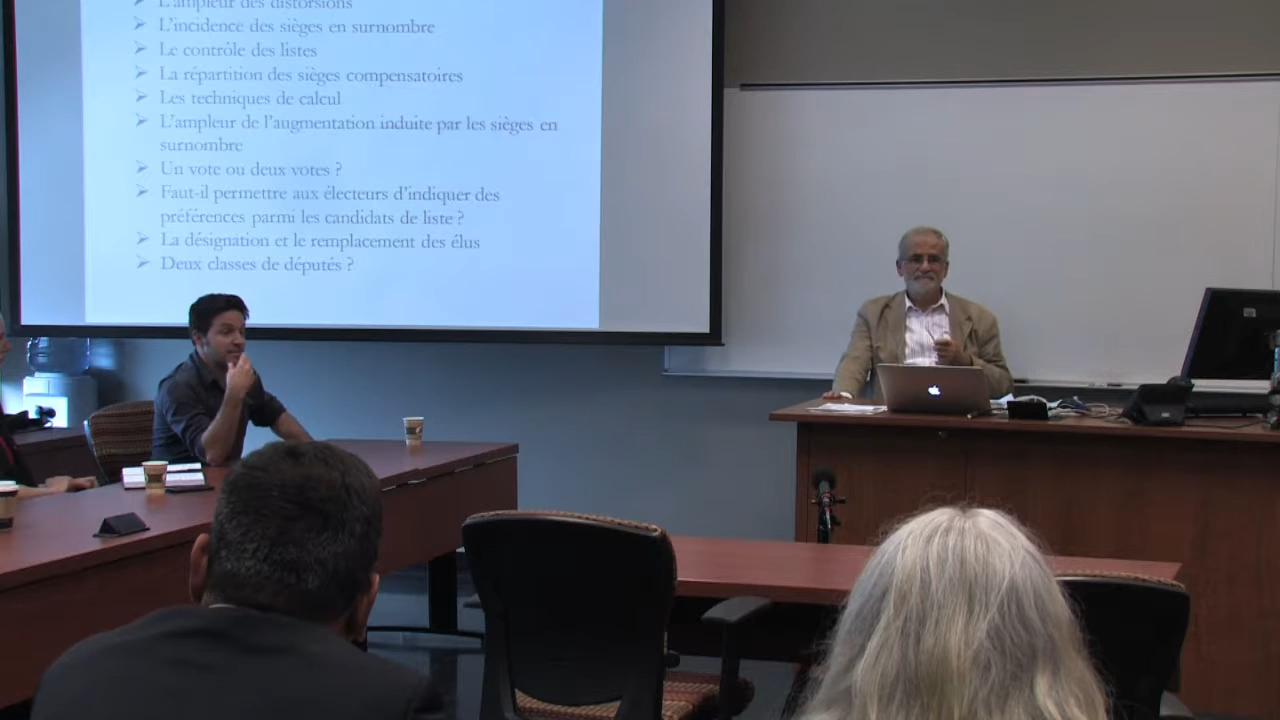 L'ampleur des distorsions
L'incidence des sièges en surnombre
Le contrôle des listes
La répartition des sièges compensatoires
Les techniques de calcul
L'ampleur de l'augmentation induite par les sièges en
surnombre
Un vote ou deux votes ?
Faut-il permettre aux électeurs d'indiquer des
préférences parmi les candidats de liste ?
La désignation et le remplacement des élus
Deux classes de députés ?